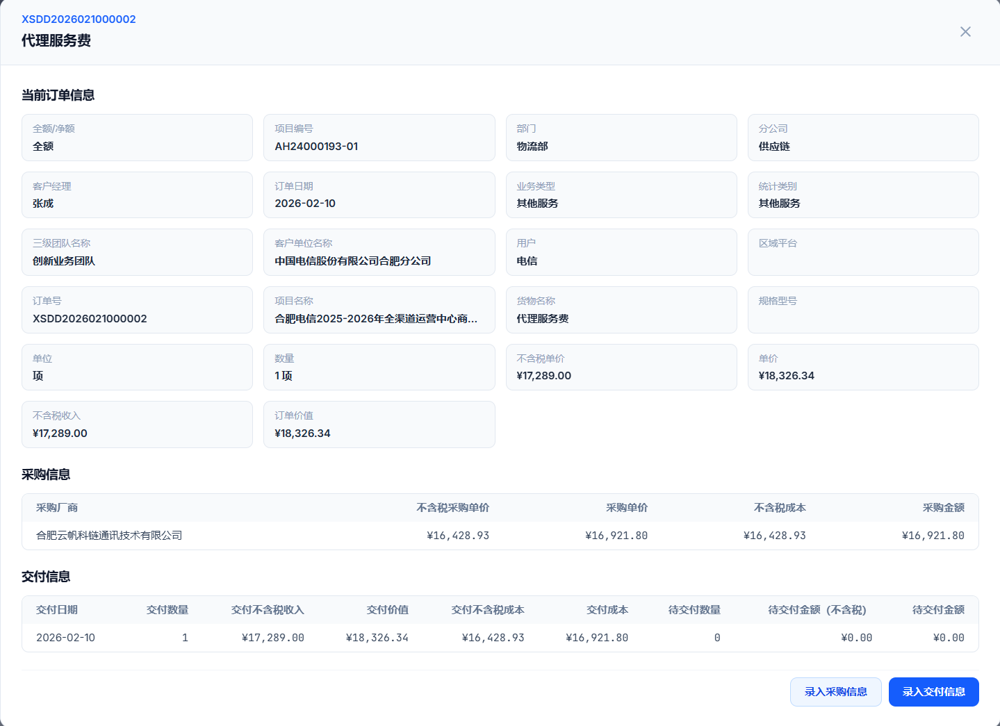 XSDD2026021000002
代理服务费
当前订单信息
全额/净额 项目编号 部门 分公司
全额 AH24000193-01 物流部 供应链
客户经理 订单日期 业务类型 统计类别
张成 2026-02-10 其他服务 其他服务
三级团队名称 客户单位名称 用户 区域平台
创新业务团队 中国电信股份有限公司合肥分公司 电信
订单号 项目名称 货物名称 规格型号
XSDD2026021000002 合肥电信2025-2026年全渠道运营中心商... 代理服务费
单位 数量 不含税单价 单价
项 1 项 ¥17,289.00 ¥18,326.34
不含税收入 订单价值
¥17,289.00 ¥18,326.34
采购信息
采购厂商 不含税采购单价 采购单价 不含税成本 采购金额
合肥云帆科链通讯技术有限公司 ¥16,428.93 ¥16,921.80 ¥16,428.93 ¥16,921.80
交付信息
交付日期 交付数量 交付不含税收入 交付价值 交付不含税成本 交付成本 待交付数量 待交付金额（不含税） 待交付金额
2026-02-10 1 ¥17,289.00 ¥18,326.34 ¥16,428.93 ¥16,921.80 0 ¥0.00 ¥0.00
录入采购信息 录入交付信息